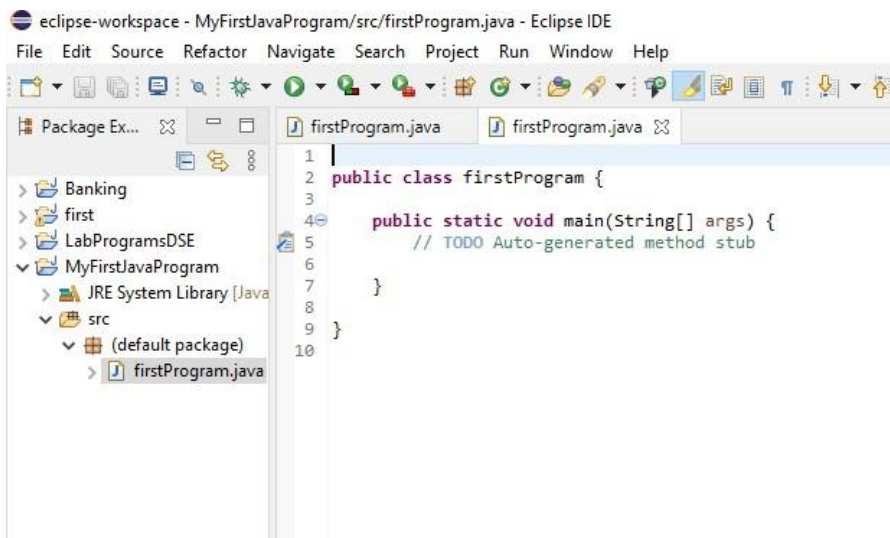 eclipse-workspace - MyFirstJavaProgram/src/firstProgram.java - Eclipse IDE
File Edit Source Refactor Navigate Search Project Run Window Help
Package Ex...
Banking
first
LabProgramsDSE
MyFirstJavaProgram
JRE System Library [Java
src
(default package)
firstProgram.java
firstProgram.java firstProgram.java
1
2 public class firstProgram {
3
4 public static void main(String[] args) {
5 // TODO Auto-generated method stub
6
7 }
8
9 }
10